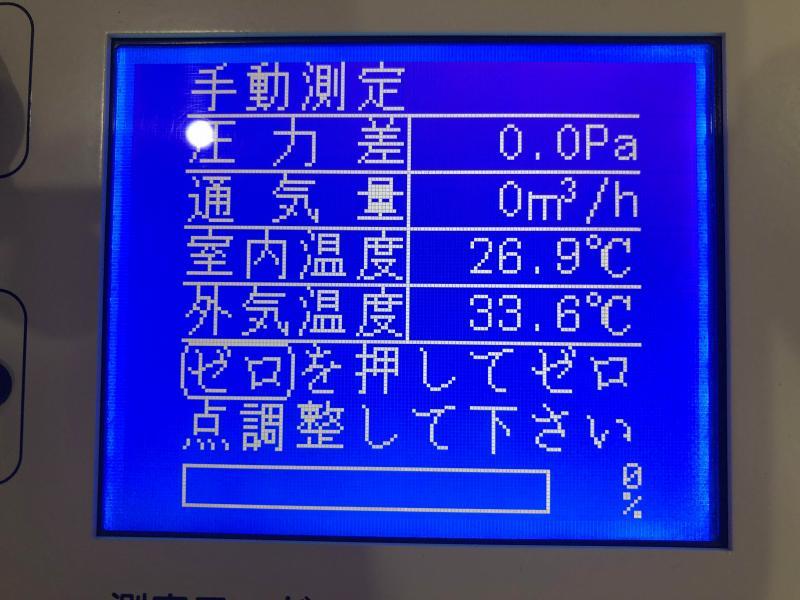 手動測定
圧力差 0.0Pa
通気量 0m³/h
室内温度 26.9℃
外気温度 33.6℃
ゼロを押してゼロ
点調整して下さい
0%